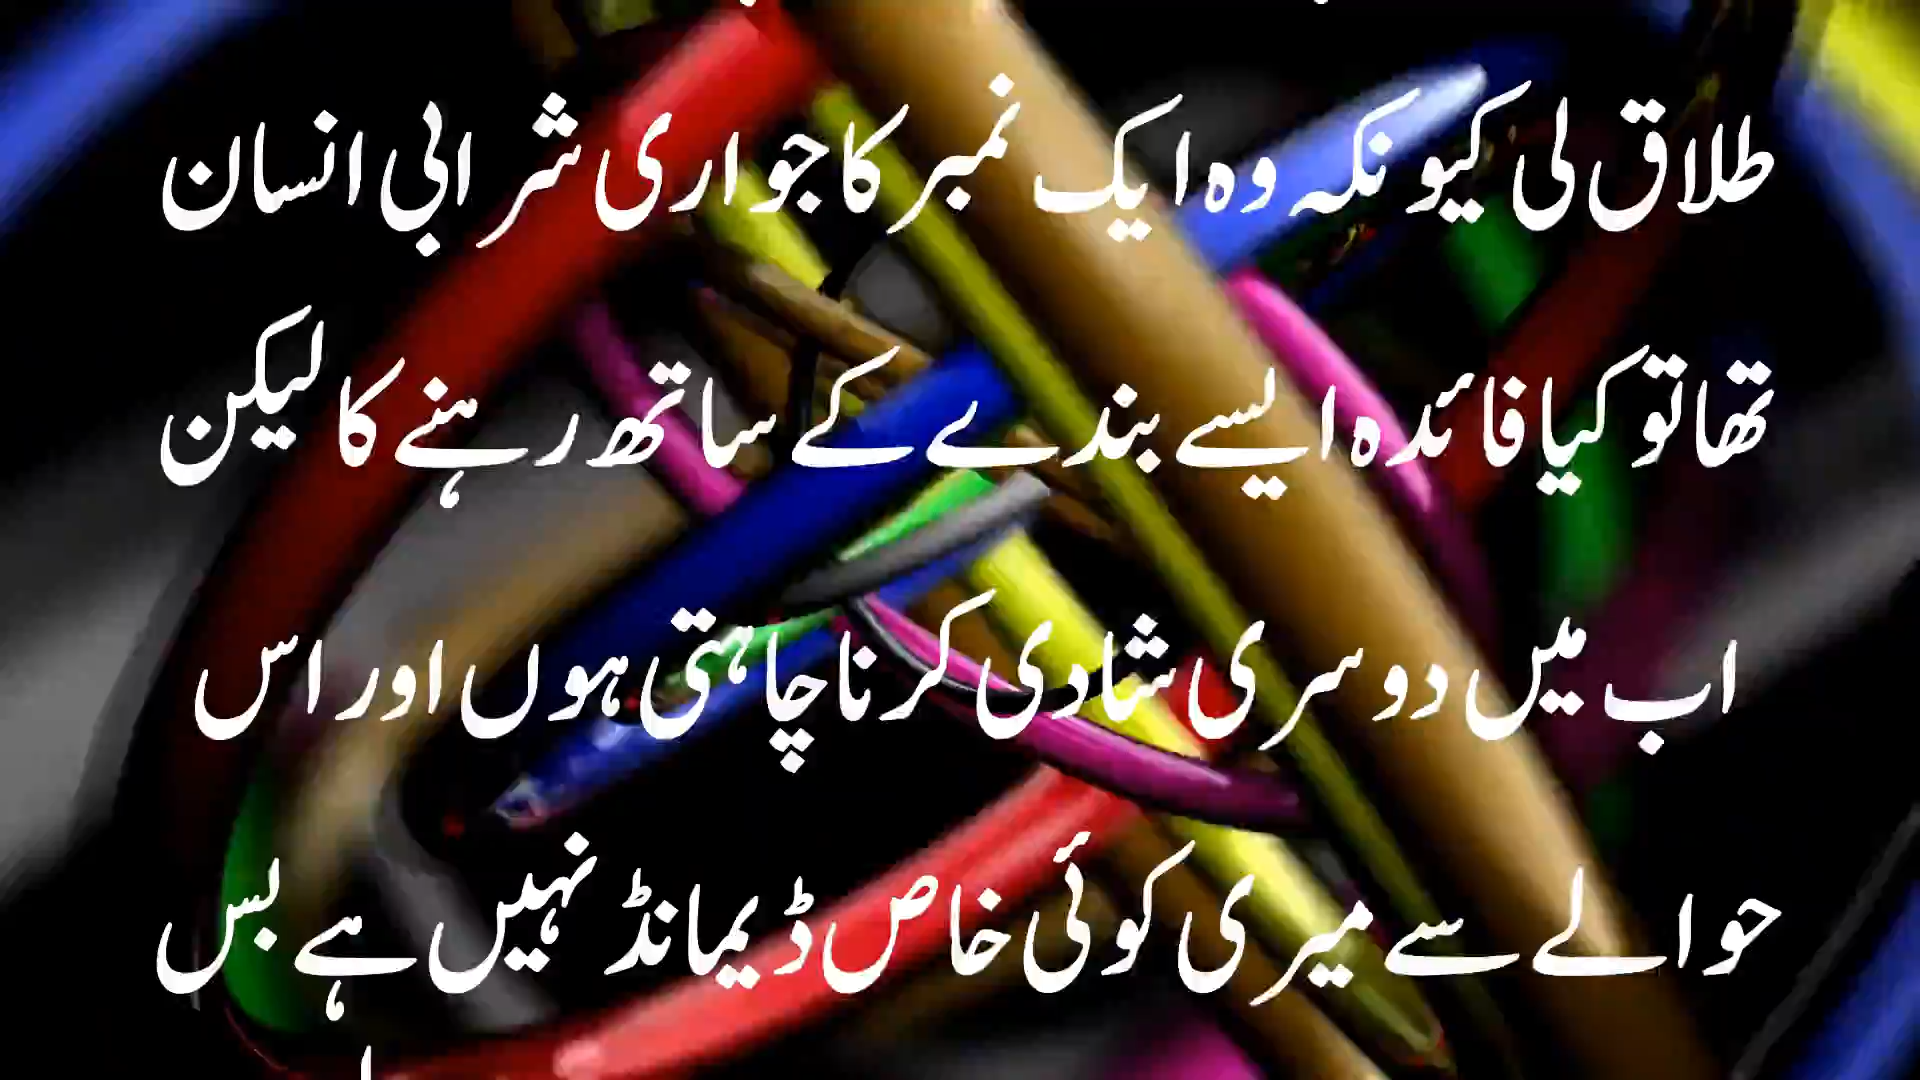 طلاق لی کیونکہ وہ ایک نمبر کا جواری شرابی انسان
تھا تو کیا فائدہ ایسے بندے کے ساتھ رہنے کا لیکن
اب میں دوسری شادی کرنا چاہتی ہوں اور اس
حوالے سے میری کوئی خاص ڈیمانڈ نہیں ہے بس